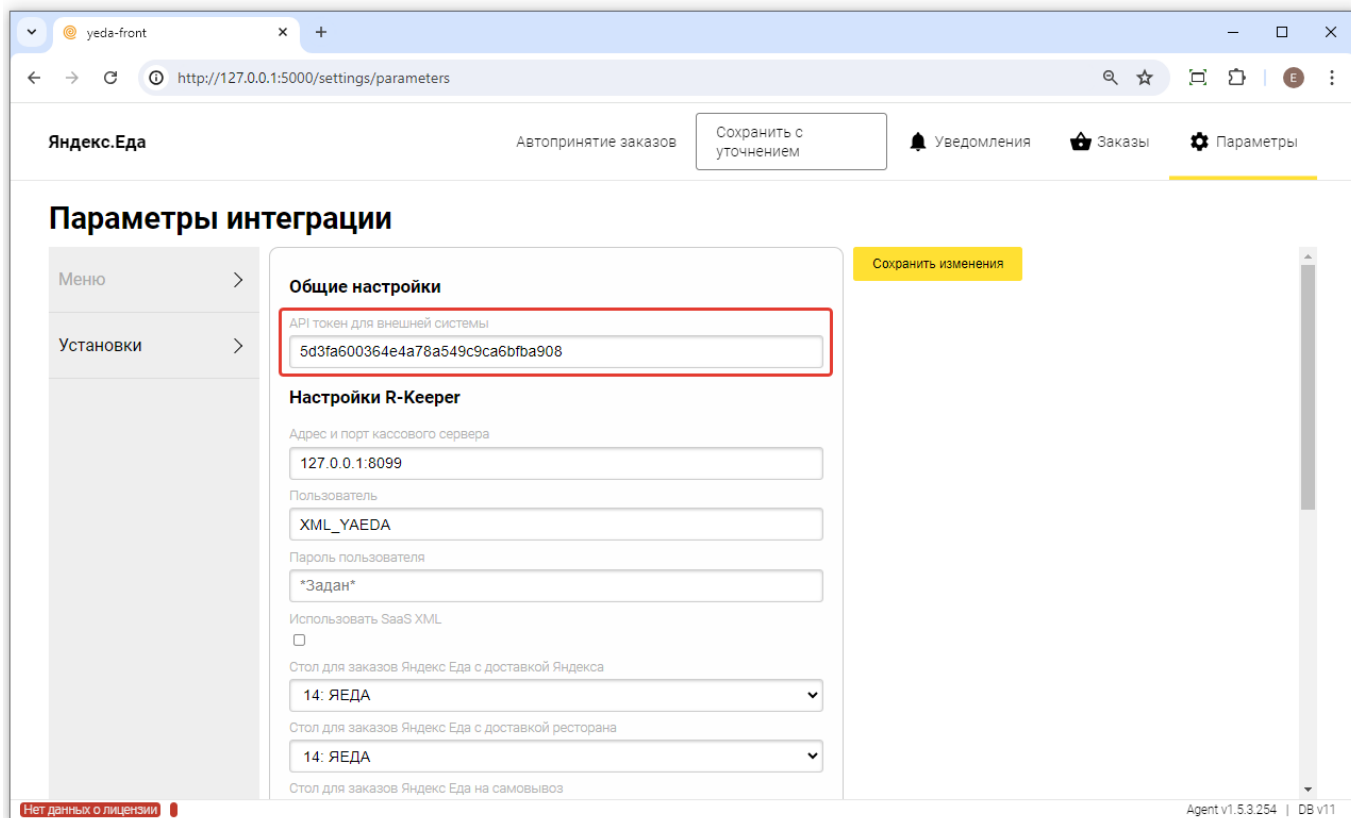 yeda-front
http://127.0.0.1:5000/settings/parameters
E
Яндекс.Еда
Автопринятие заказов
Сохранить с
уточнением
Уведомления
Заказы
Параметры
Параметры интеграции
Меню
Установки
Общие настройки
API токен для внешней системы
5d3fa600364e4a78a549c9ca6bfba908
Сохранить изменения
Настройки R-Keeper
Адрес и порт кассового сервера
127.0.0.1:8099
Пользователь
XML_YAEDA
Пароль пользователя
*Задан*
Использовать SaaS XML
Стол для заказов Яндекс Еда с доставкой Яндекса
14: ЯЕДА
Стол для заказов Яндекс Еда с доставкой ресторана
14: ЯЕДА
Стол для заказов Яндекс Еда на самовывоз
Нет данных о лицензии
Agent v1.5.3.254 | DB v11